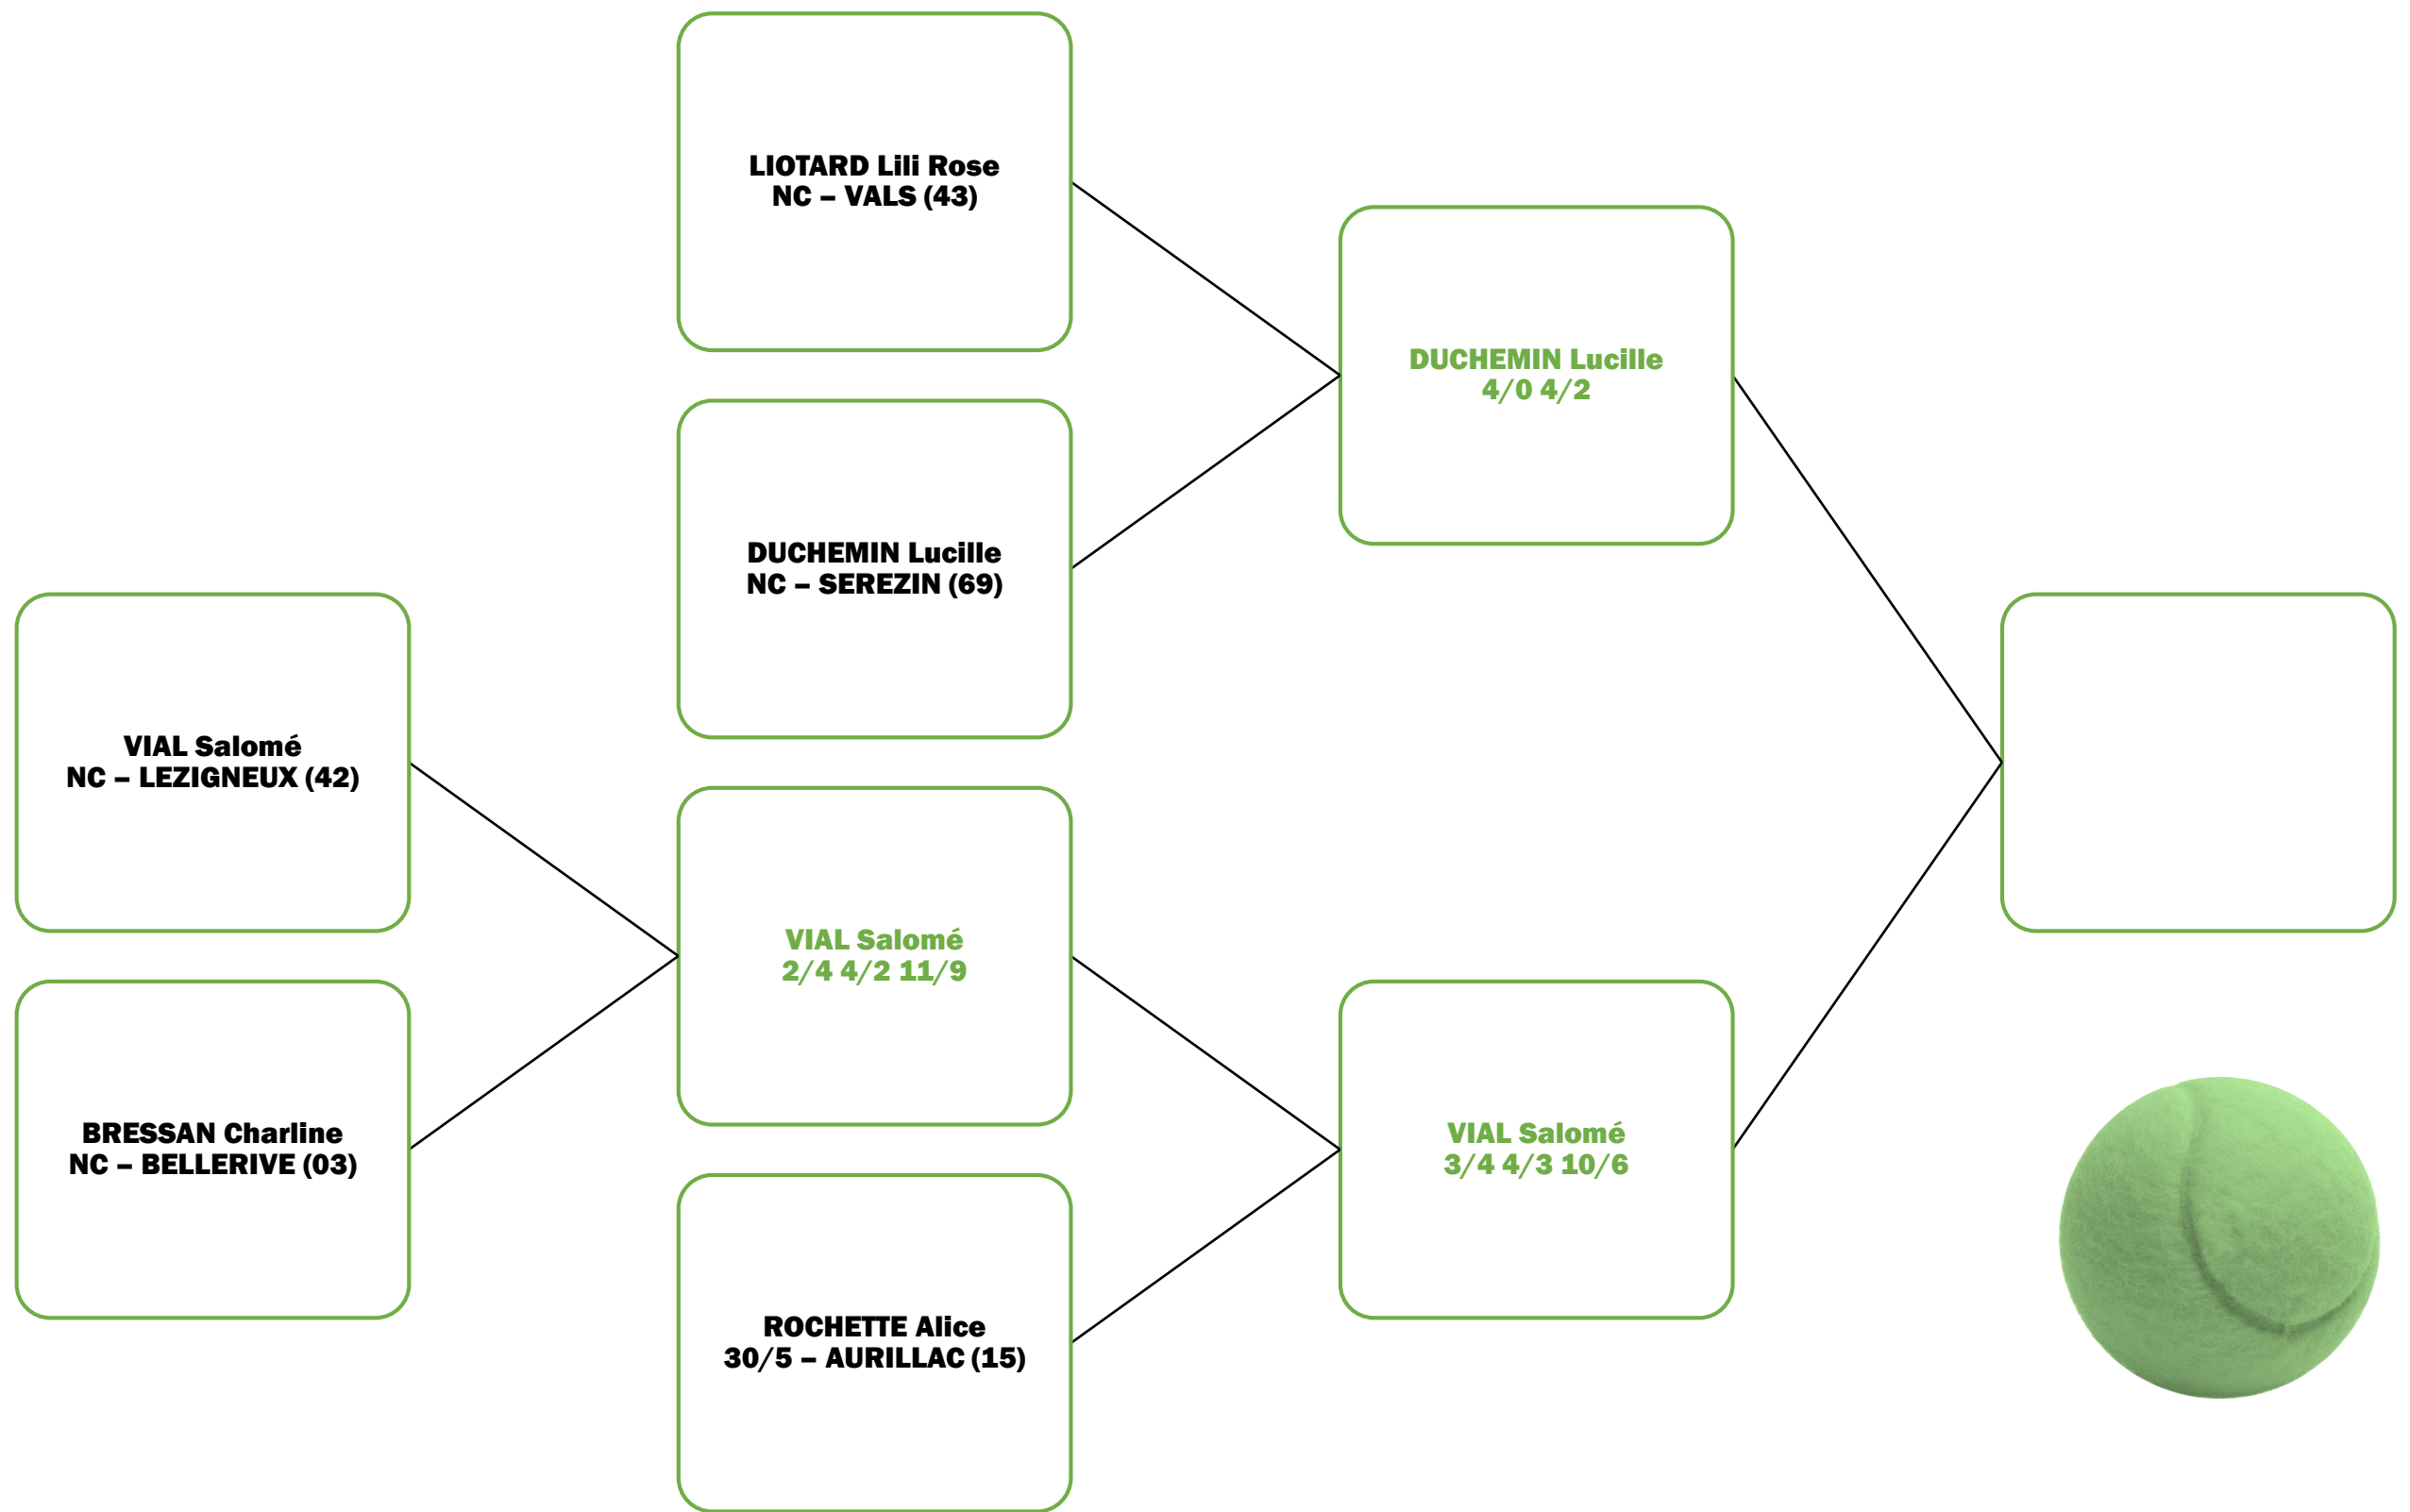 LIOTARD Lili Rose
NC – VALS (43)
DUCHEMIN Lucille
4/0 4/2
DUCHEMIN Lucille
NC – SEREZIN (69)
VIAL Salomé
NC – LEZIGNEUX (42)
VIAL Salomé
2/4 4/2 11/9
BRESSAN Charline
NC – BELLERIVE (03)
VIAL Salomé
3/4 4/3 10/6
ROCHETTE Alice
30/5 – AURILLAC (15)